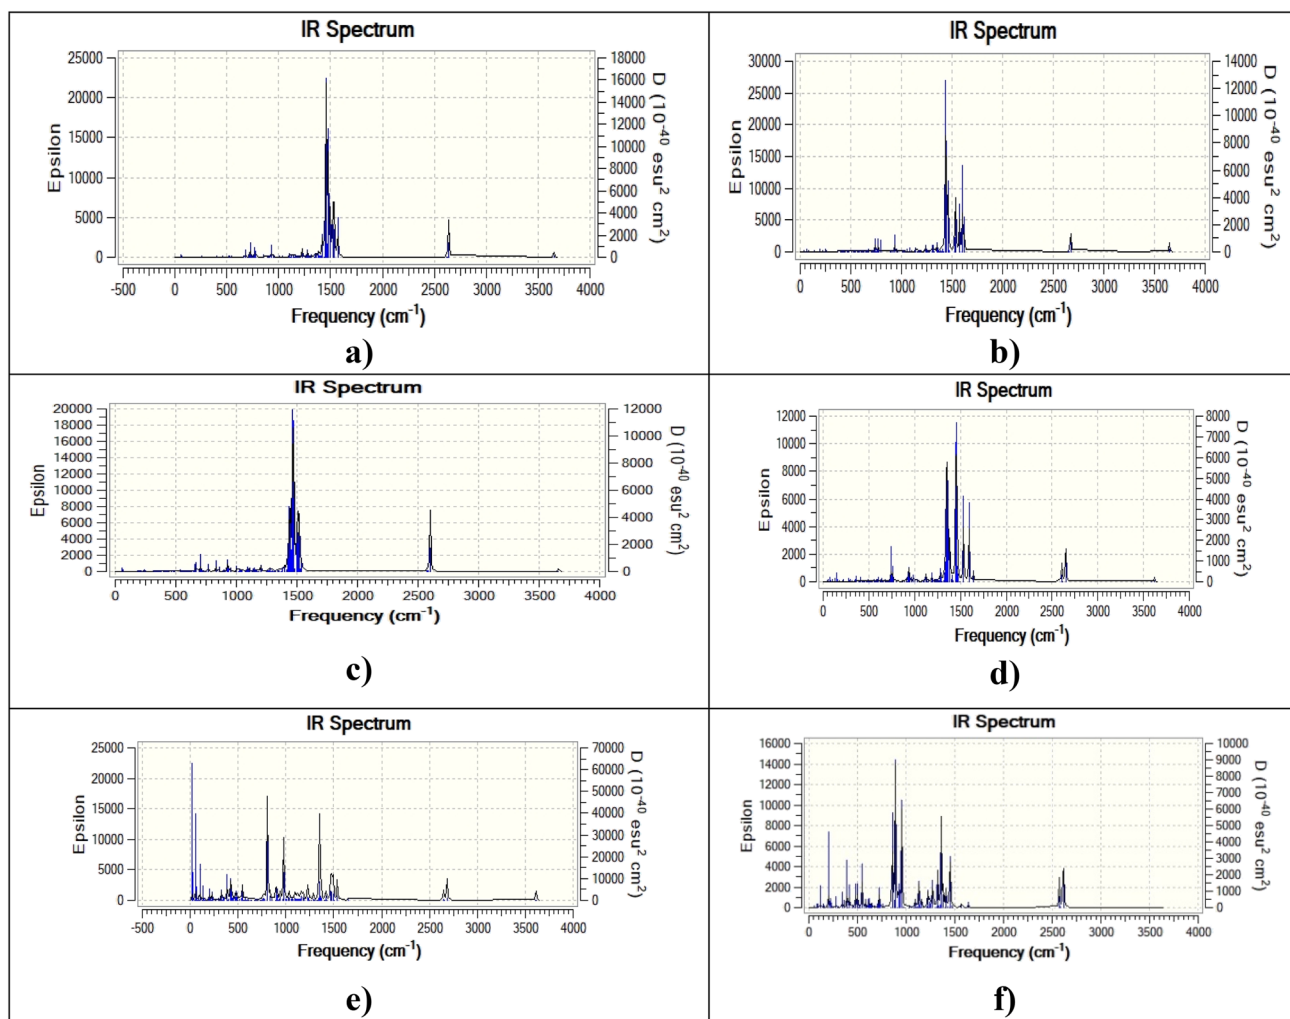 IR Spectrum
25000
20000
15000
10000
5000
0
Epsilon
18000
16000
14000
12000
10000
8000
6000
4000
2000
0
D (10⁻⁴⁰ esu² cm²)
-500 0 500 1000 1500 2000 2500 3000 3500 4000
Frequency (cm⁻¹)
a)
IR Spectrum
30000
25000
20000
15000
10000
5000
0
Epsilon
14000
12000
10000
8000
6000
4000
2000
0
D (10⁻⁴⁰ esu² cm²)
0 500 1000 1500 2000 2500 3000 3500 4000
Frequency (cm⁻¹)
b)
IR Spectrum
20000
18000
16000
14000
12000
10000
8000
6000
4000
2000
0
Epsilon
12000
10000
8000
6000
4000
2000
0
D (10⁻⁴⁰ esu² cm²)
0 500 1000 1500 2000 2500 3000 3500 4000
Frequency (cm⁻¹)
c)
IR Spectrum
12000
10000
8000
6000
4000
2000
0
Epsilon
8000
7000
6000
5000
4000
3000
2000
1000
0
D (10⁻⁴⁰ esu² cm²)
0 500 1000 1500 2000 2500 3000 3500 4000
Frequency (cm⁻¹)
d)
IR Spectrum
25000
20000
15000
10000
5000
0
Epsilon
70000
60000
50000
40000
30000
20000
10000
0
D (10⁻⁴⁰ esu² cm²)
-500 0 500 1000 1500 2000 2500 3000 3500 4000
Frequency (cm⁻¹)
e)
IR Spectrum
16000
14000
12000
10000
8000
6000
4000
2000
0
Epsilon
10000
9000
8000
7000
6000
5000
4000
3000
2000
1000
0
D (10⁻⁴⁰ esu² cm²)
0 500 1000 1500 2000 2500 3000 3500 4000
Frequency (cm⁻¹)
f)